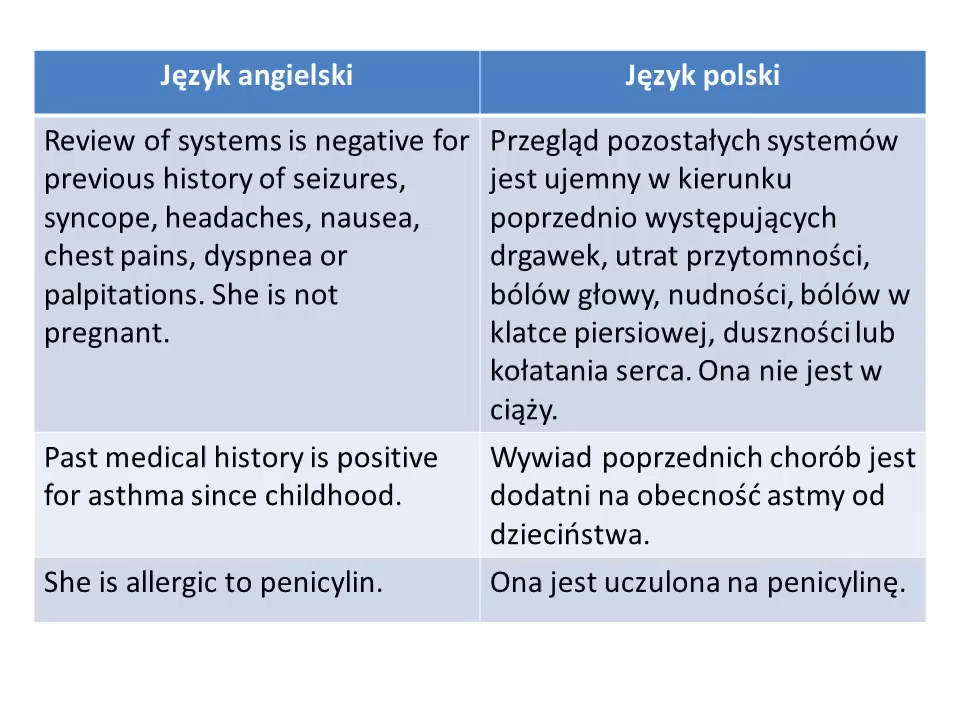 Język angielski
Język polski
Review of systems is negative for
previous history of seizures,
syncope, headaches, nausea,
chest pains, dyspnea or
palpitations. She is not
pregnant.
Przegląd pozostałych systemów
jest ujemny w kierunku
poprzednio występujących
drgawek, utrat przytomności,
bólów głowy, nudności, bólów w
klatce piersiowej, duszności lub
kołatania serca. Ona nie jest w
ciąży.
Past medical history is positive
for asthma since childhood.
Wywiad poprzednich chorób jest
dodatni na obecność astmy od
dzieciństwa.
She is allergic to penicylin.
Ona jest uczulona na penicylinę.